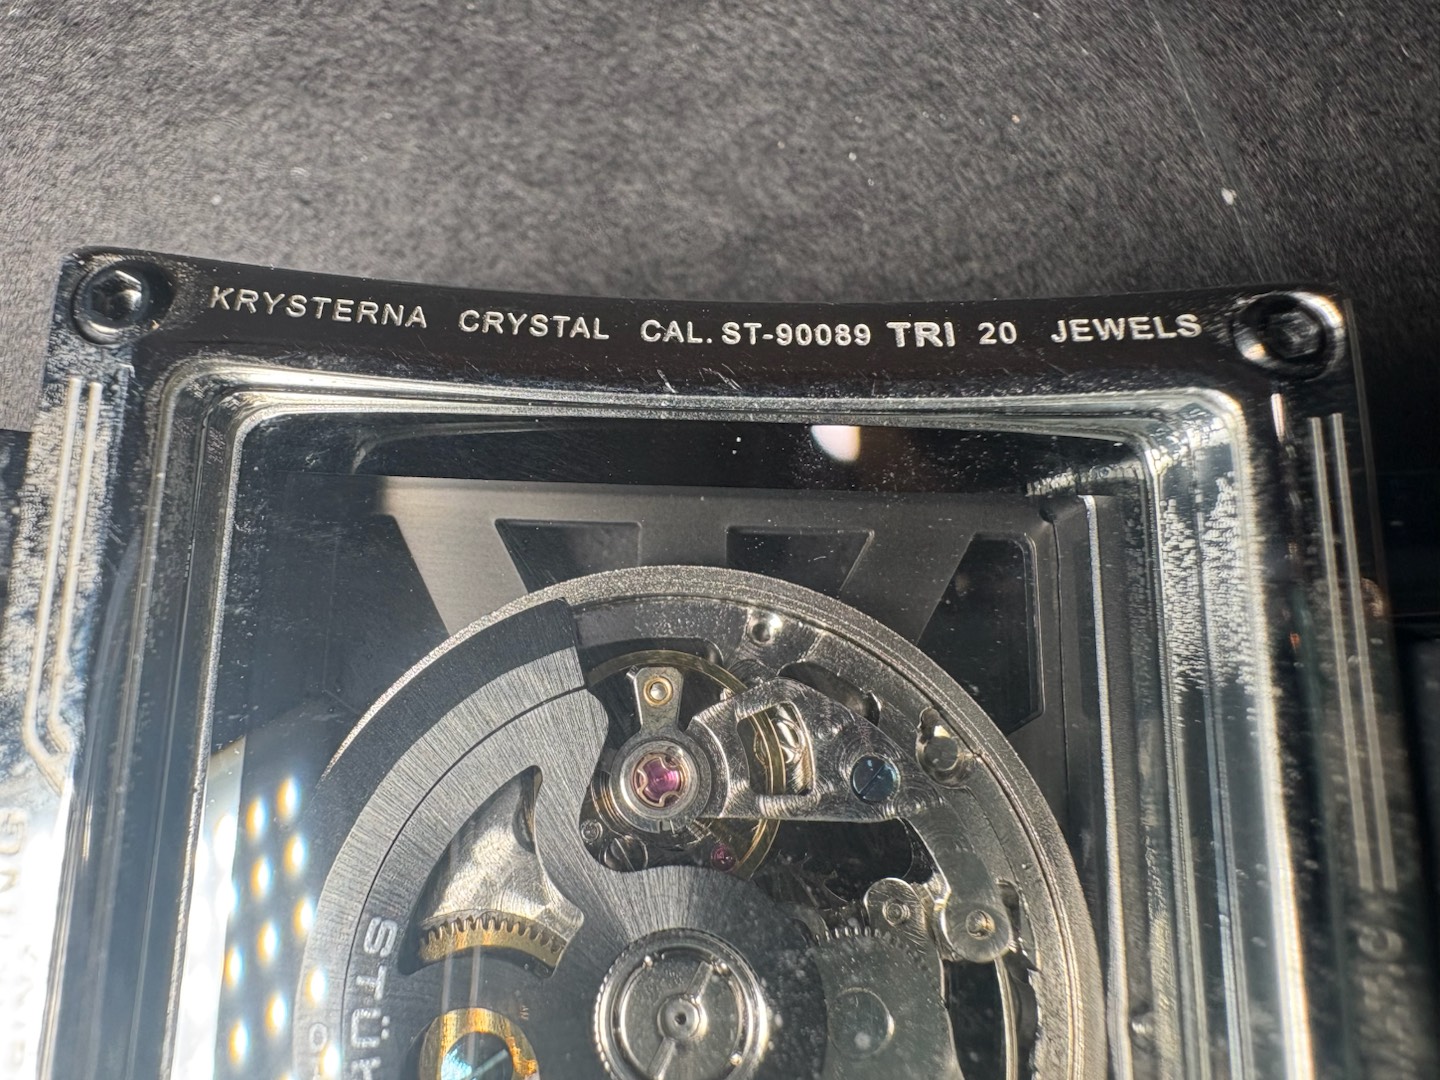 KRYSTERNA CRYSTAL CAL. ST-90089 TRI 20 JEWELS